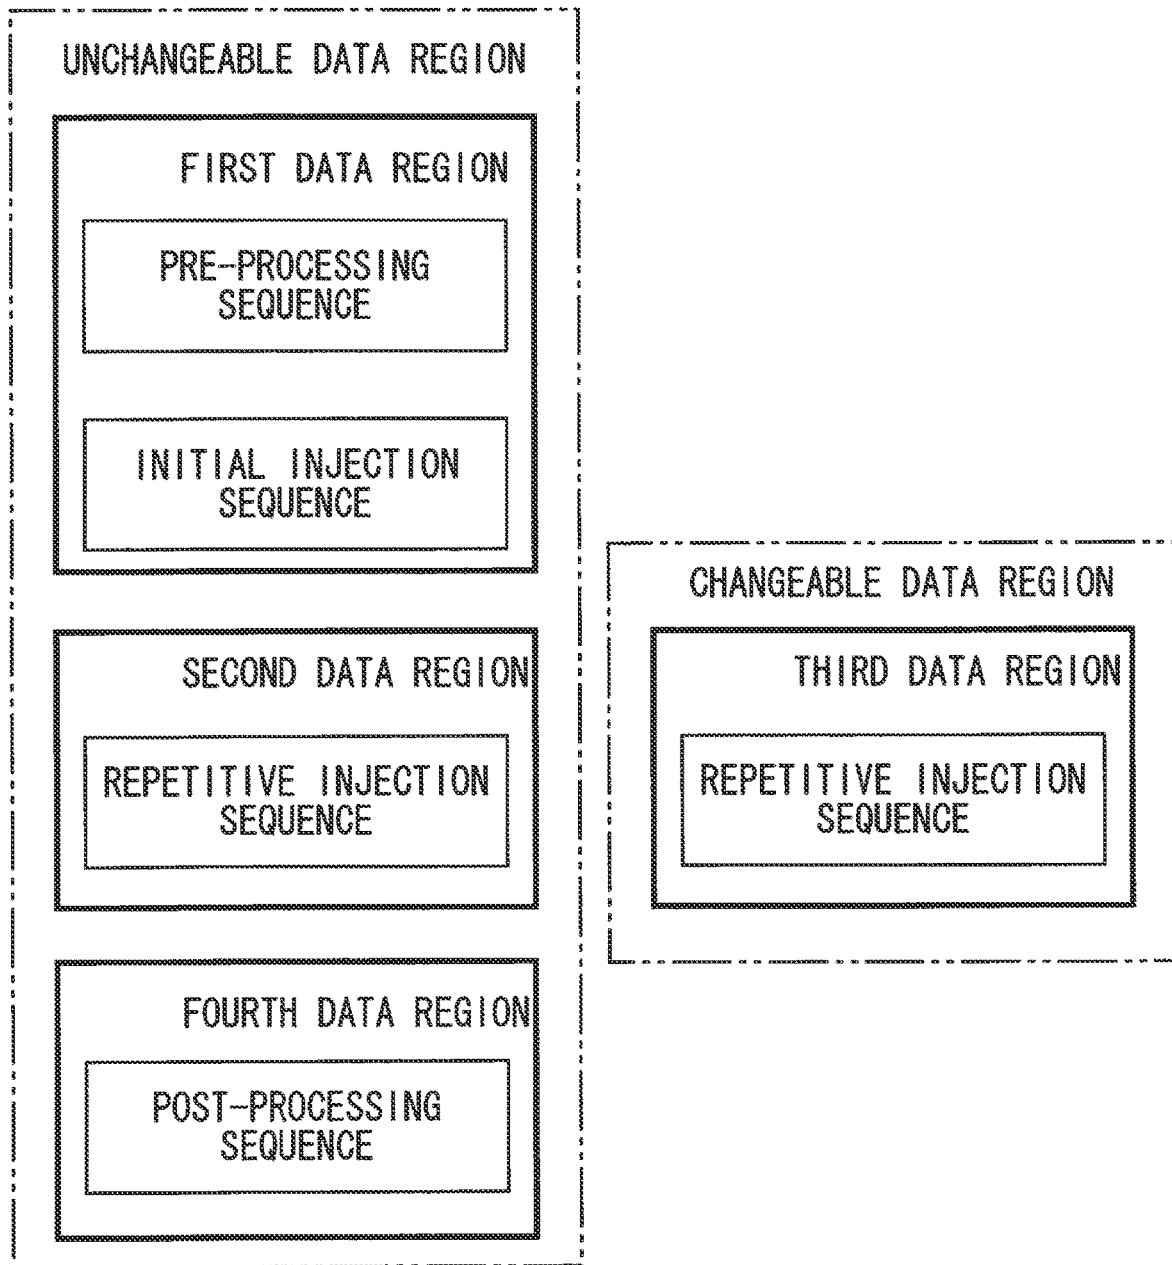 UNCHANGEABLE DATA REGION
FIRST DATA REGION
PRE-PROCESSING
SEQUENCE
INITIAL INJECTION
SEQUENCE
SECOND DATA REGION
REPETITIVE INJECTION
SEQUENCE
FOURTH DATA REGION
POST-PROCESSING
SEQUENCE
CHANGEABLE DATA REGION
THIRD DATA REGION
REPETITIVE INJECTION
SEQUENCE